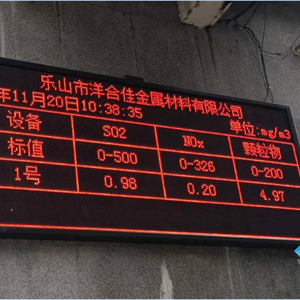 乐山市洋合佳金属材料有限公司
年11月20日10:38:35 单位:mg/m3
设备 SO2 NOx 颗粒物
标值 0-500 0-326 0-200
1号 0.98 0.20 4.97